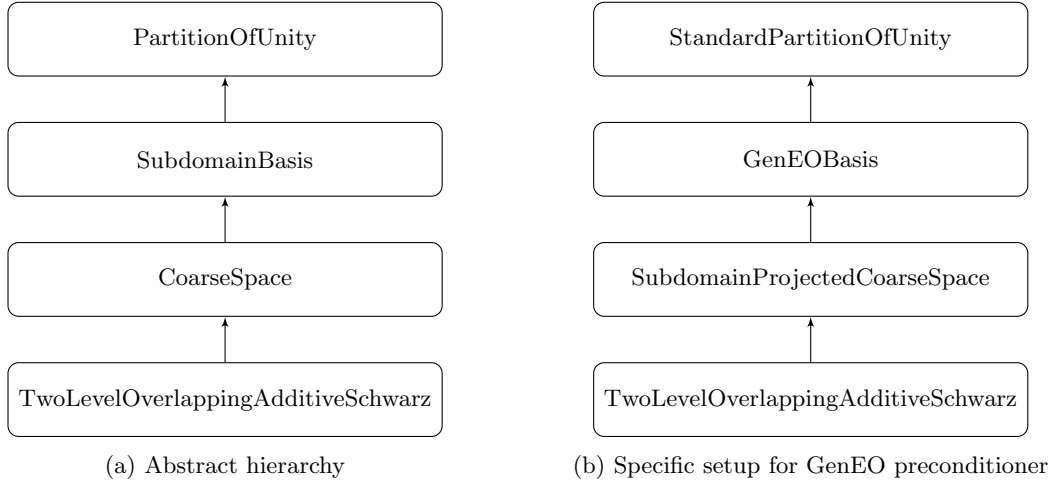 PartitionOfUnity
SubdomainBasis
CoarseSpace
TwoLevelOverlappingAdditiveSchwarz
(a) Abstract hierarchy
StandardPartitionOfUnity
GenEOBasis
SubdomainProjectedCoarseSpace
TwoLevelOverlappingAdditiveSchwarz
(b) Specific setup for GenEO preconditioner